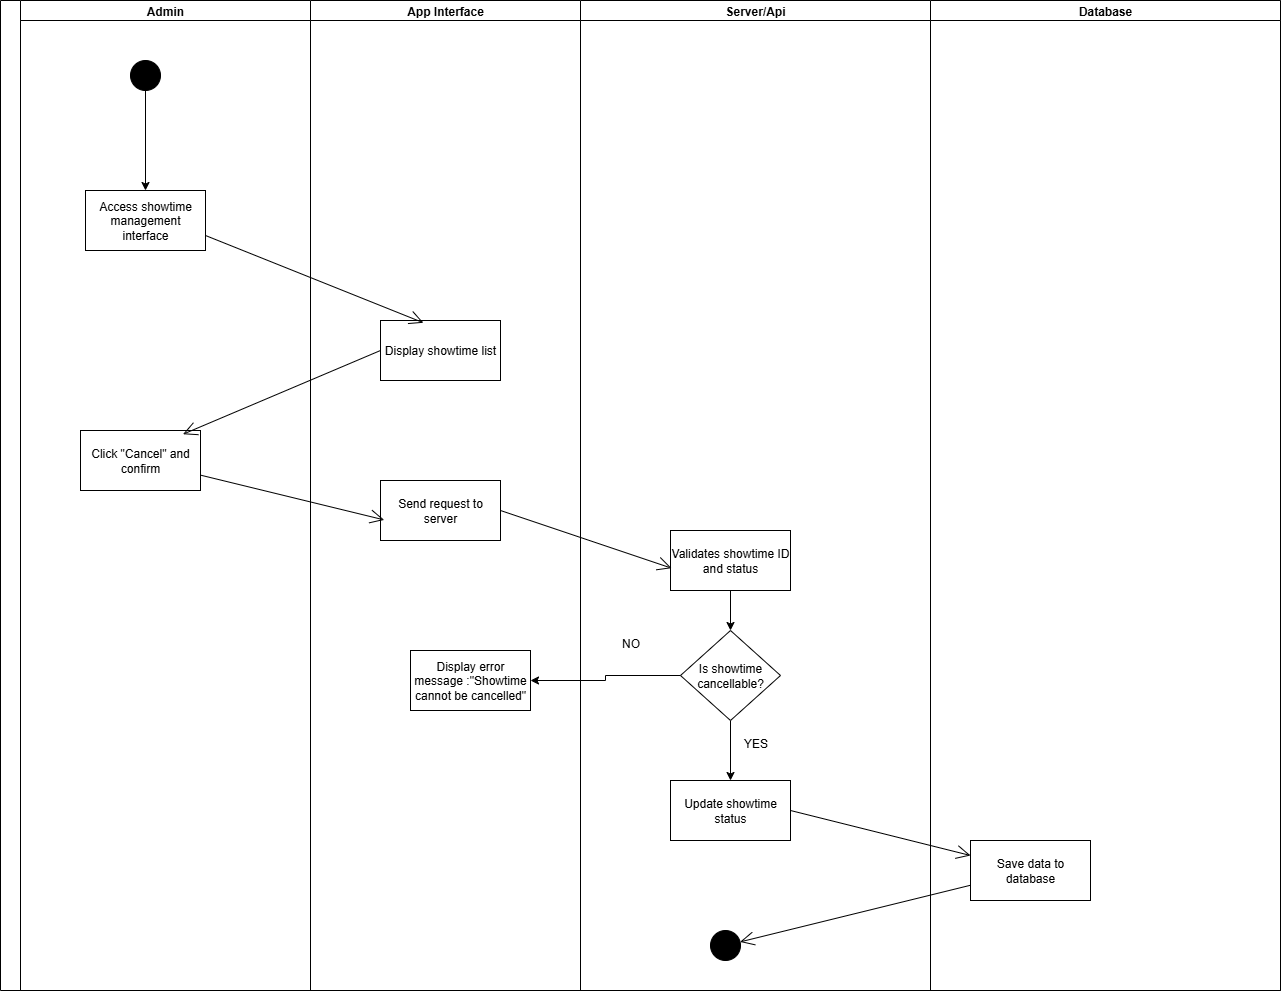 Admin
App Interface
Server/Api
Database
Access showtime
management
interface
Display showtime list
Click "Cancel" and
confirm
Send request to
server
Validates showtime ID
and status
NO
Is showtime
cancellable?
Display error
message :"Showtime
cannot be cancelled"
YES
Update showtime
status
Save data to
database